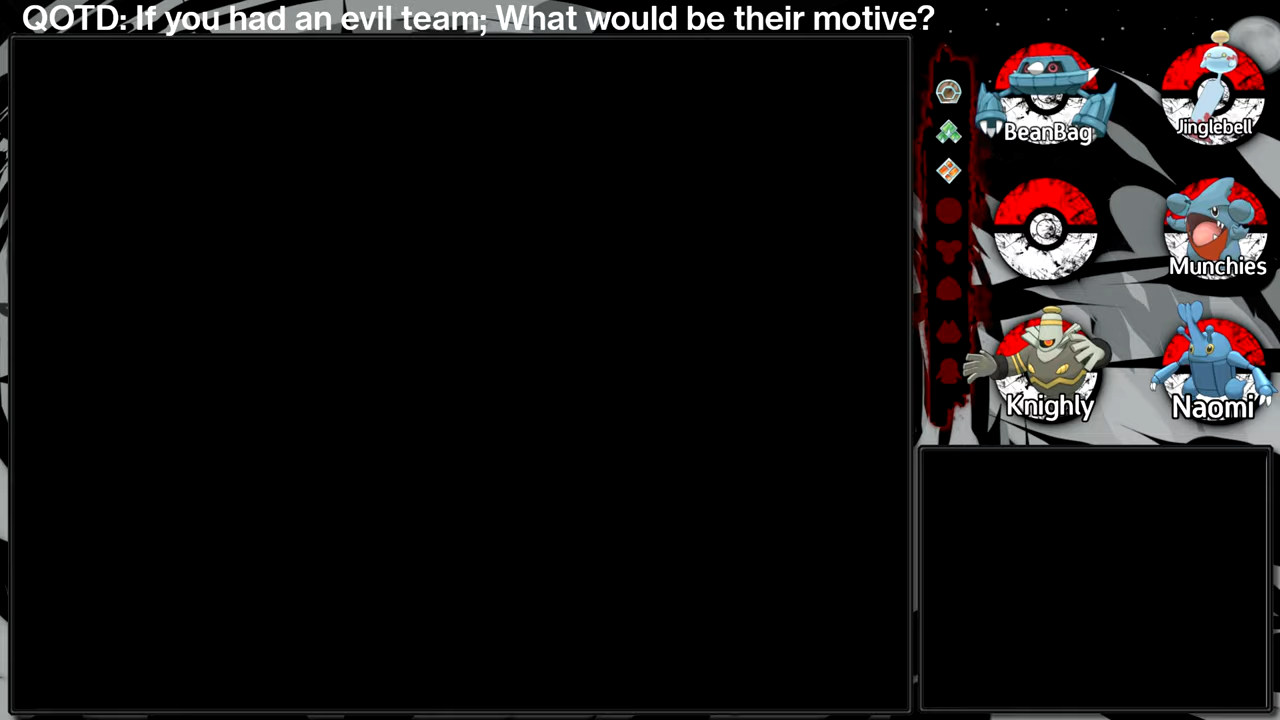 QOTD: If you had an evil team; What would be their motive?
BeanBag
Jinglebell
Munchies
Knighly
Naomi